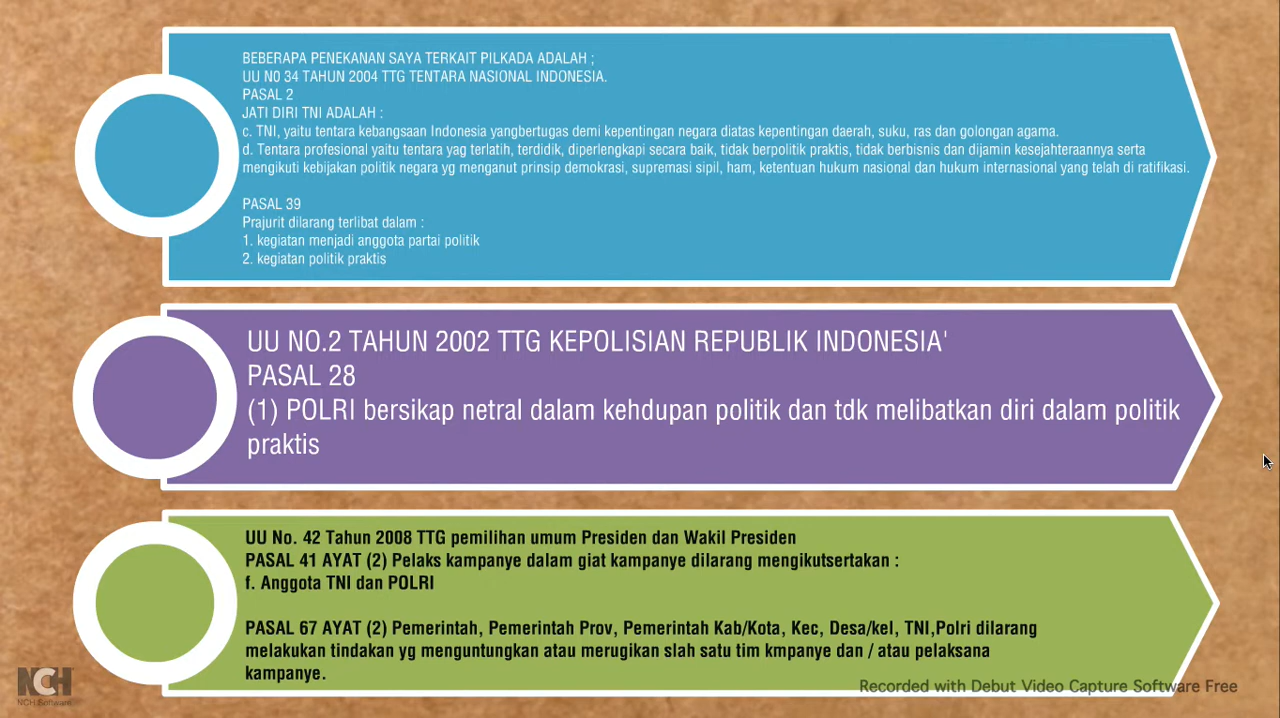 BEBERAPA PENEKANAN SAYA TERKAIT PILKADA ADALAH ;
UU N0 34 TAHUN 2004 TTG TENTARA NASIONAL INDONESIA.
PASAL 2
JATI DIRI TNI ADALAH :
c. TNI, yaitu tentara kebangsaan Indonesia yangbertugas demi kepentingan negara diatas kepentingan daerah, suku, ras dan golongan agama.
d. Tentara profesional yaitu tentara yag terlatih, terdidik, diperlengkapi secara baik, tidak berpolitik praktis, tidak berbisnis dan dijamin kesejahteraannya serta
mengikuti kebijakan politik negara yg menganut prinsip demokrasi, supremasi sipil, ham, ketentuan hukum nasional dan hukum internasional yang telah di ratifikasi.
PASAL 39
Prajurit dilarang terlibat dalam :
1. kegiatan menjadi anggota partai politik
2. kegiatan politik praktis
UU NO.2 TAHUN 2002 TTG KEPOLISIAN REPUBLIK INDONESIA'
PASAL 28
(1) POLRI bersikap netral dalam kehdupan politik dan tdk melibatkan diri dalam politik
praktis
UU No. 42 Tahun 2008 TTG pemilihan umum Presiden dan Wakil Presiden
PASAL 41 AYAT (2) Pelaks kampanye dalam giat kampanye dilarang mengikutsertakan :
f. Anggota TNI dan POLRI
PASAL 67 AYAT (2) Pemerintah, Pemerintah Prov, Pemerintah Kab/Kota, Kec, Desa/kel, TNI,Polri dilarang
melakukan tindakan yg menguntungkan atau merugikan slah satu tim kmpanye dan / atau pelaksana
kampanye.
NCH
NCH Software
Recorded with Debut Video Capture Software Free